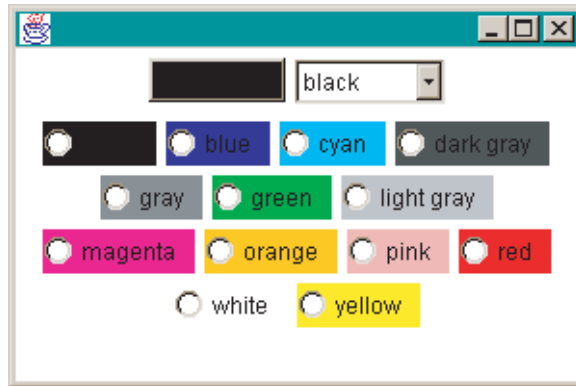 black
blue cyan dark gray
gray green light gray
magenta orange pink red
white yellow